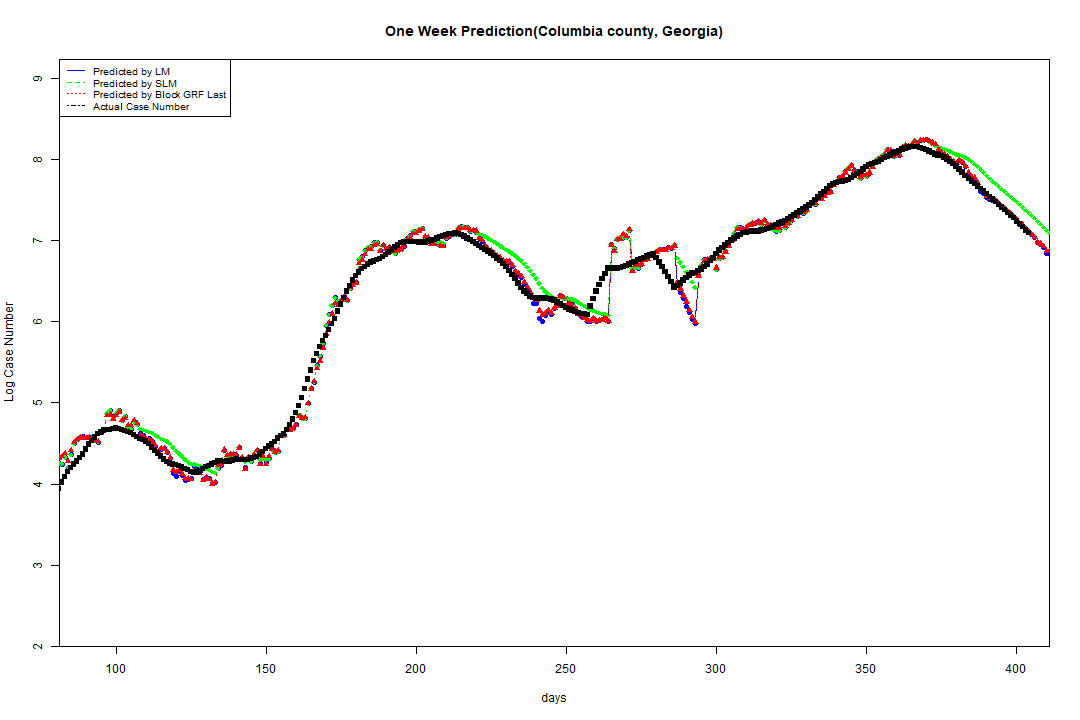 One Week Prediction(Columbia county, Georgia)
Predicted by LM
Predicted by SLM
Predicted by Block GRF Last
Actual Case Number
9
8
7
6
5
4
3
2
Log Case Number
100 150 200 250 300 350 400
days